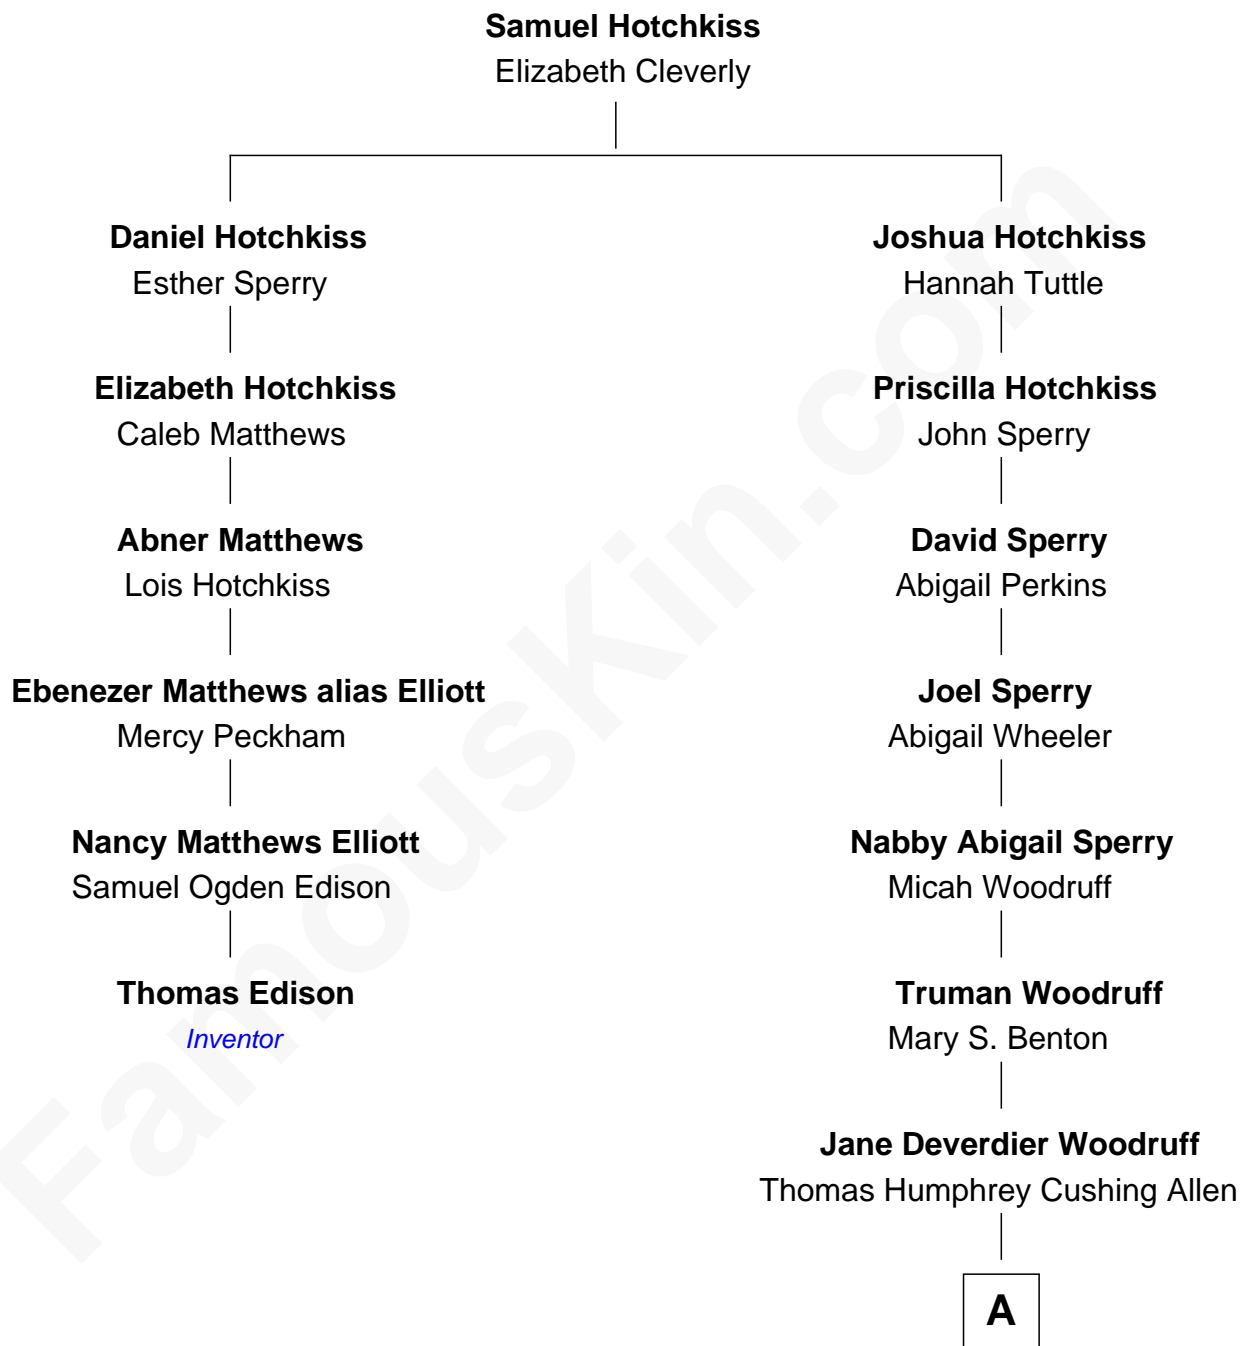 Samuel Hotchkiss
Elizabeth Cleverly
Daniel Hotchkiss
Esther Sperry
Elizabeth Hotchkiss
Caleb Matthews
Abner Matthews
Lois Hotchkiss
Ebenezer Matthews alias Elliott
Mercy Peckham
Nancy Matthews Elliott
Samuel Ogden Edison
Thomas Edison
Inventor
Joshua Hotchkiss
Hannah Tuttle
Priscilla Hotchkiss
John Sperry
David Sperry
Abigail Perkins
Joel Sperry
Abigail Wheeler
Nabby Abigail Sperry
Micah Woodruff
Truman Woodruff
Mary S. Benton
Jane Deverdier Woodruff
Thomas Humphrey Cushing Allen
A
FamousKin.com